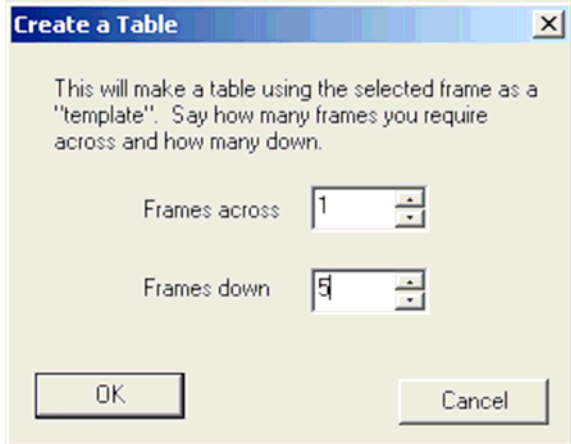 Create a Table
This will make a table using the selected frame as a
"template".  Say how many frames you require
across and how many down.
Frames across 1
Frames down 5
OK
Cancel